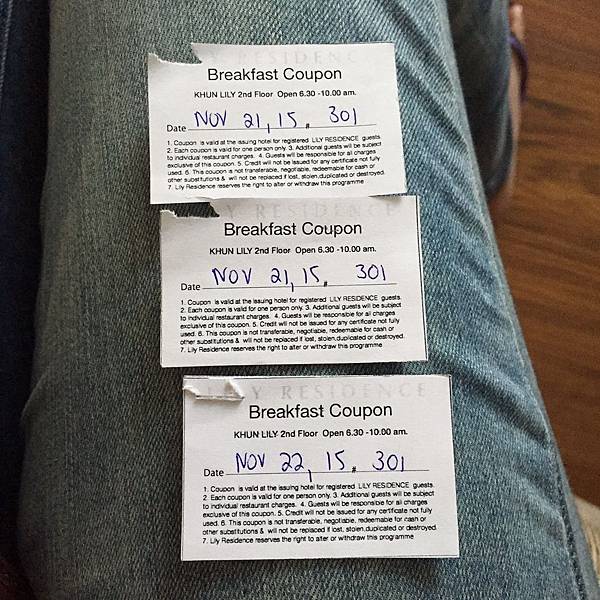 LY RESIDENCE
Breakfast Coupon
KHUN LILY 2nd Floor Open 6.30 -10.00 am.
Date NOV 21, 15, 301
1. Coupon is valid at the issuing hotel for registered LILY RESIDENCE guests.
2. Each coupon is valid for one person only. 3. Additional guests will be subject
to individual restaurant charges. 4. Guests will be responsible for all charges
exclusive of this coupon. 5. Credit will not be issued for any certificate not fully
used. 6. This coupon is not transferable, negotiable, redeemable for cash or
other substitutions & will not be replaced if lost, stolen,duplicated or destroyed.
7. Lily Residence reserves the right to alter or withdraw this programme
LY RESIDENCE
Breakfast Coupon
KHUN LILY 2nd Floor Open 6.30 -10.00 am.
Date NOV 21, 15, 301
1. Coupon is valid at the issuing hotel for registered LILY RESIDENCE guests.
2. Each coupon is valid for one person only. 3. Additional guests will be subject
to individual restaurant charges. 4. Guests will be responsible for all charges
exclusive of this coupon. 5. Credit will not be issued for any certificate not fully
used. 6. This coupon is not transferable, negotiable, redeemable for cash or
other substitutions & will not be replaced if lost, stolen,duplicated or destroyed.
7. Lily Residence reserves the right to alter or withdraw this programme
Y RESIDENCE
Breakfast Coupon
KHUN LILY 2nd Floor Open 6.30 -10.00 am.
Date NOV 22, 15, 301
1. Coupon is valid at the issuing hotel for registered LILY RESIDENCE guests.
2. Each coupon is valid for one person only. 3. Additional guests will be subject
to individual restaurant charges. 4. Guests will be responsible for all charges
exclusive of this coupon. 5. Credit will not be issued for any certificate not fully
used. 6. This coupon is not transferable, negotiable, redeemable for cash or
other substitutions & will not be replaced if lost, stolen,duplicated or destroyed.
7. Lily Residence reserves the right to alter or withdraw this programme